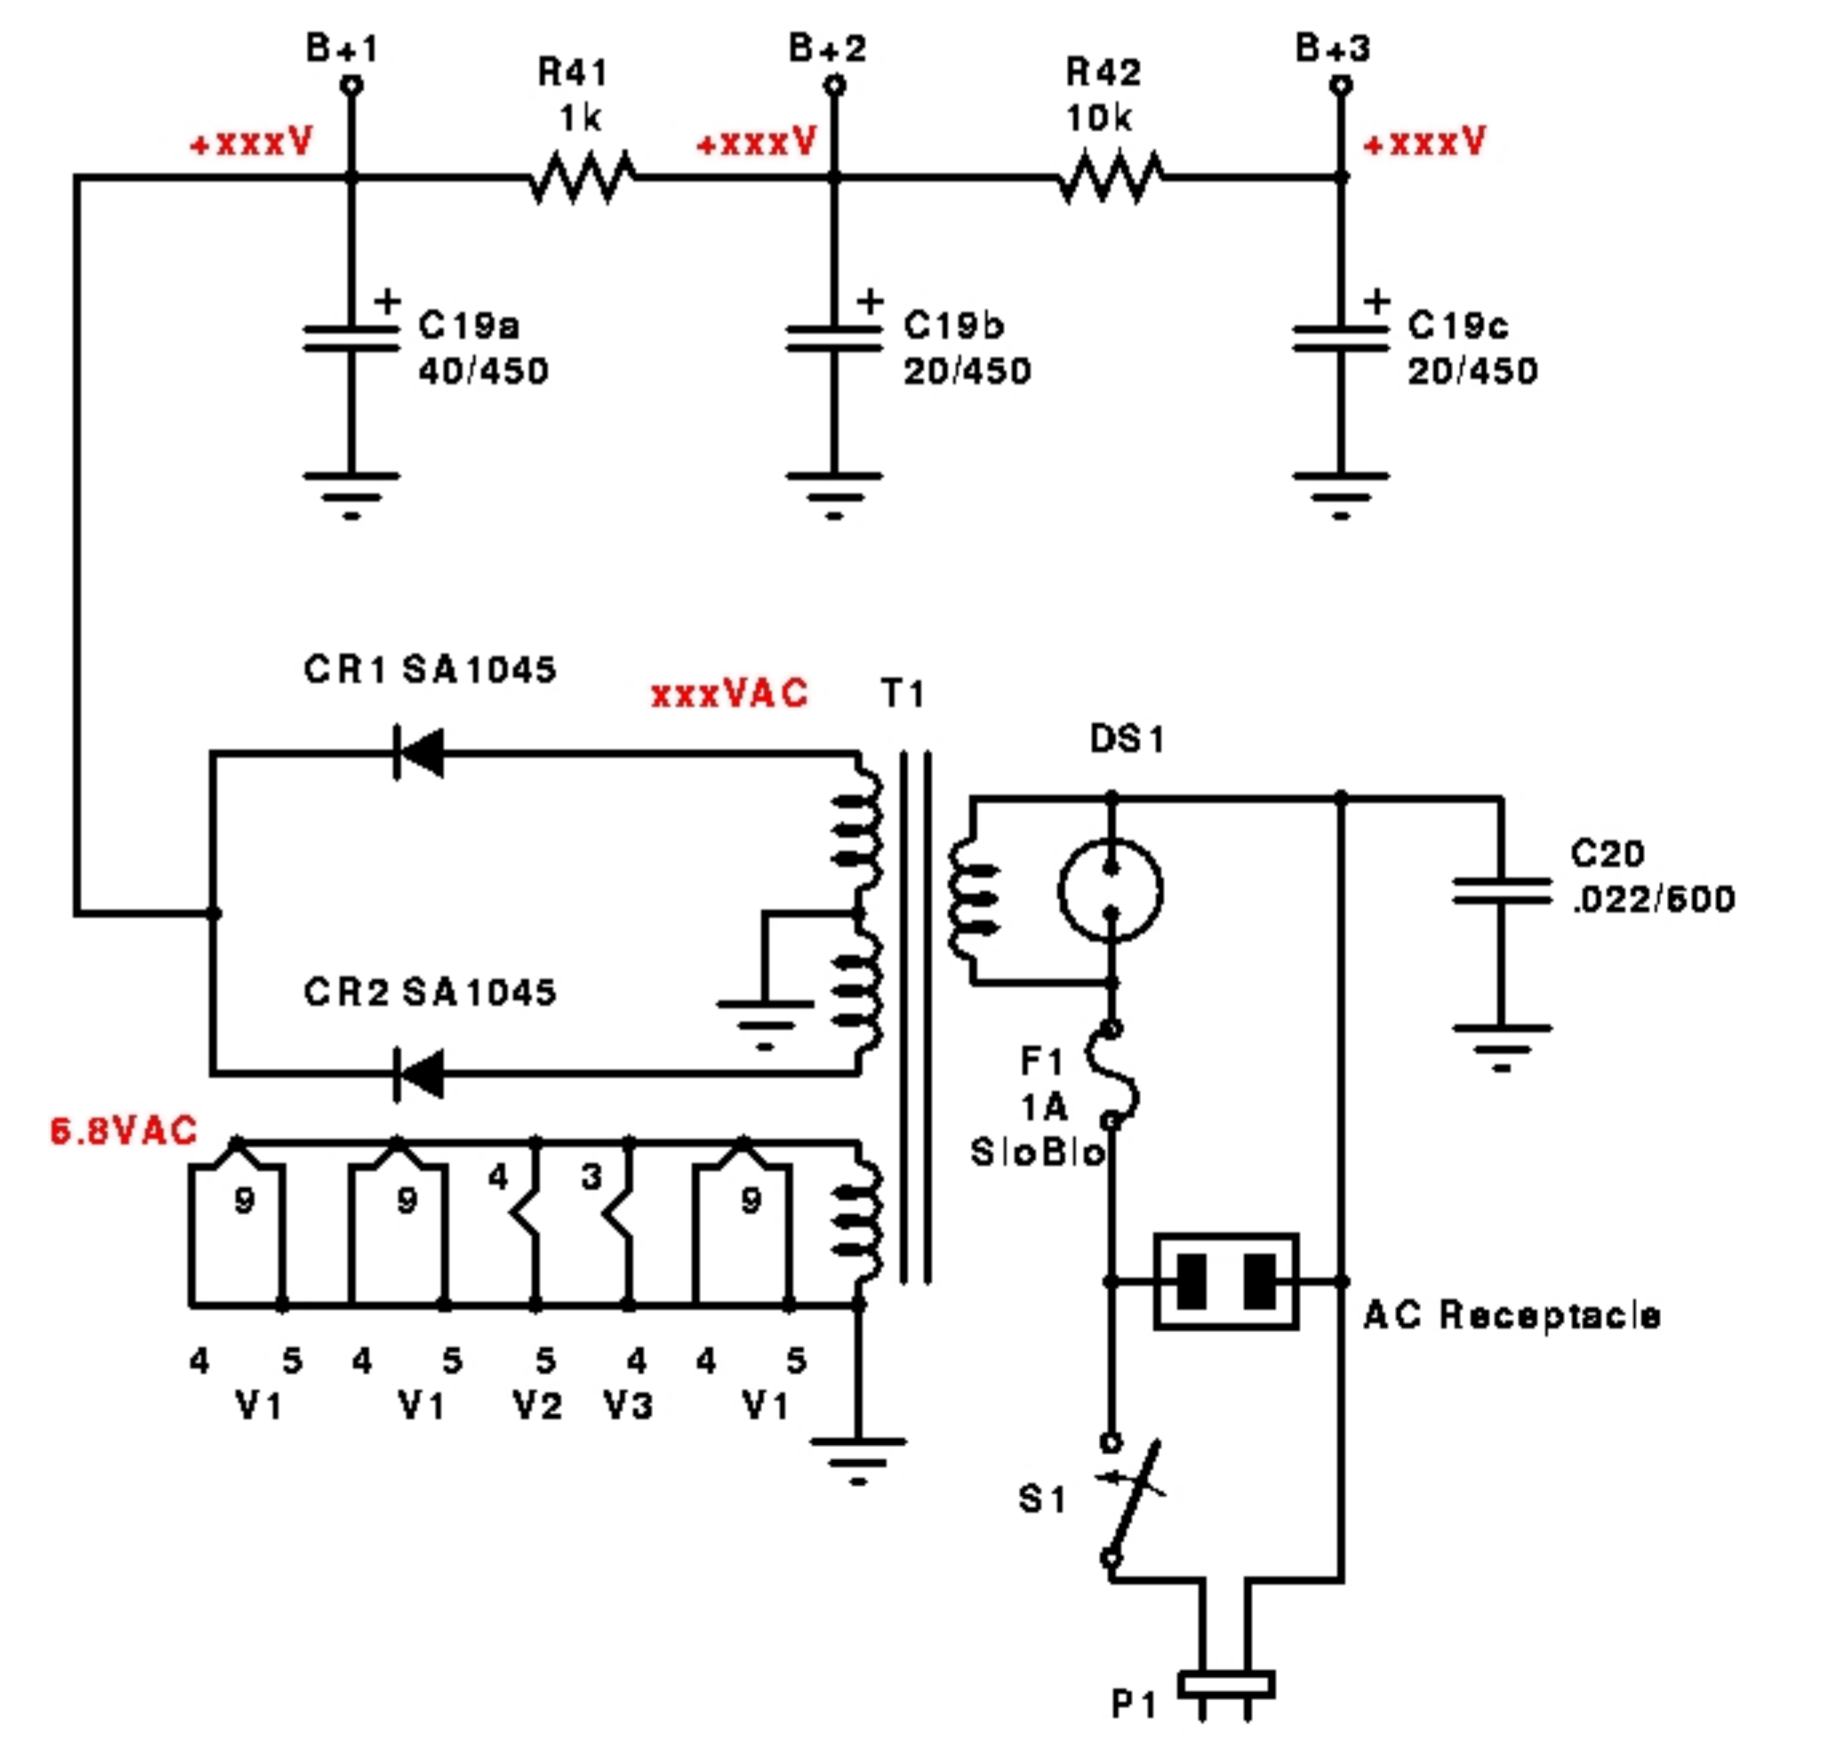 B+1
R41
1k
B+2
R42
10k
B+3
+xxxV
+xxxV
+xxxV
+
C19a
40/450
+
C19b
20/450
+
C19c
20/450
CR1 SA1045
xxxVAC
T1
DS1
C20
.022/600
CR2 SA1045
F1
1A
SloBlo
6.8VAC
9
9
4
3
9
AC Receptacle
4 5 4 5 5 4 4 5
V1 V1 V2 V3 V1
S1
P1